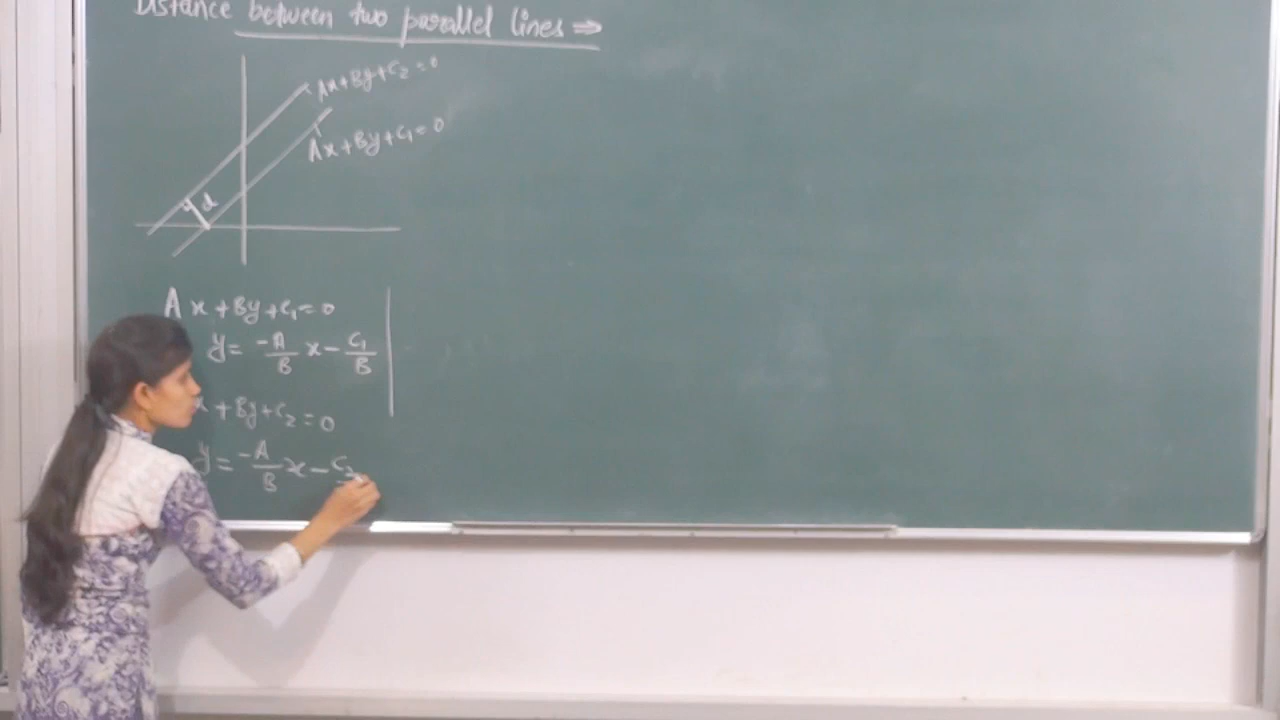 Distance between two parallel lines ⇒
Ax+By+C₂=0
Ax+By+C₁=0
d
Ax+By+C₁=0
y= -A/B x- C₁/B
x+By+C₂=0
y= -A/B x- C₂